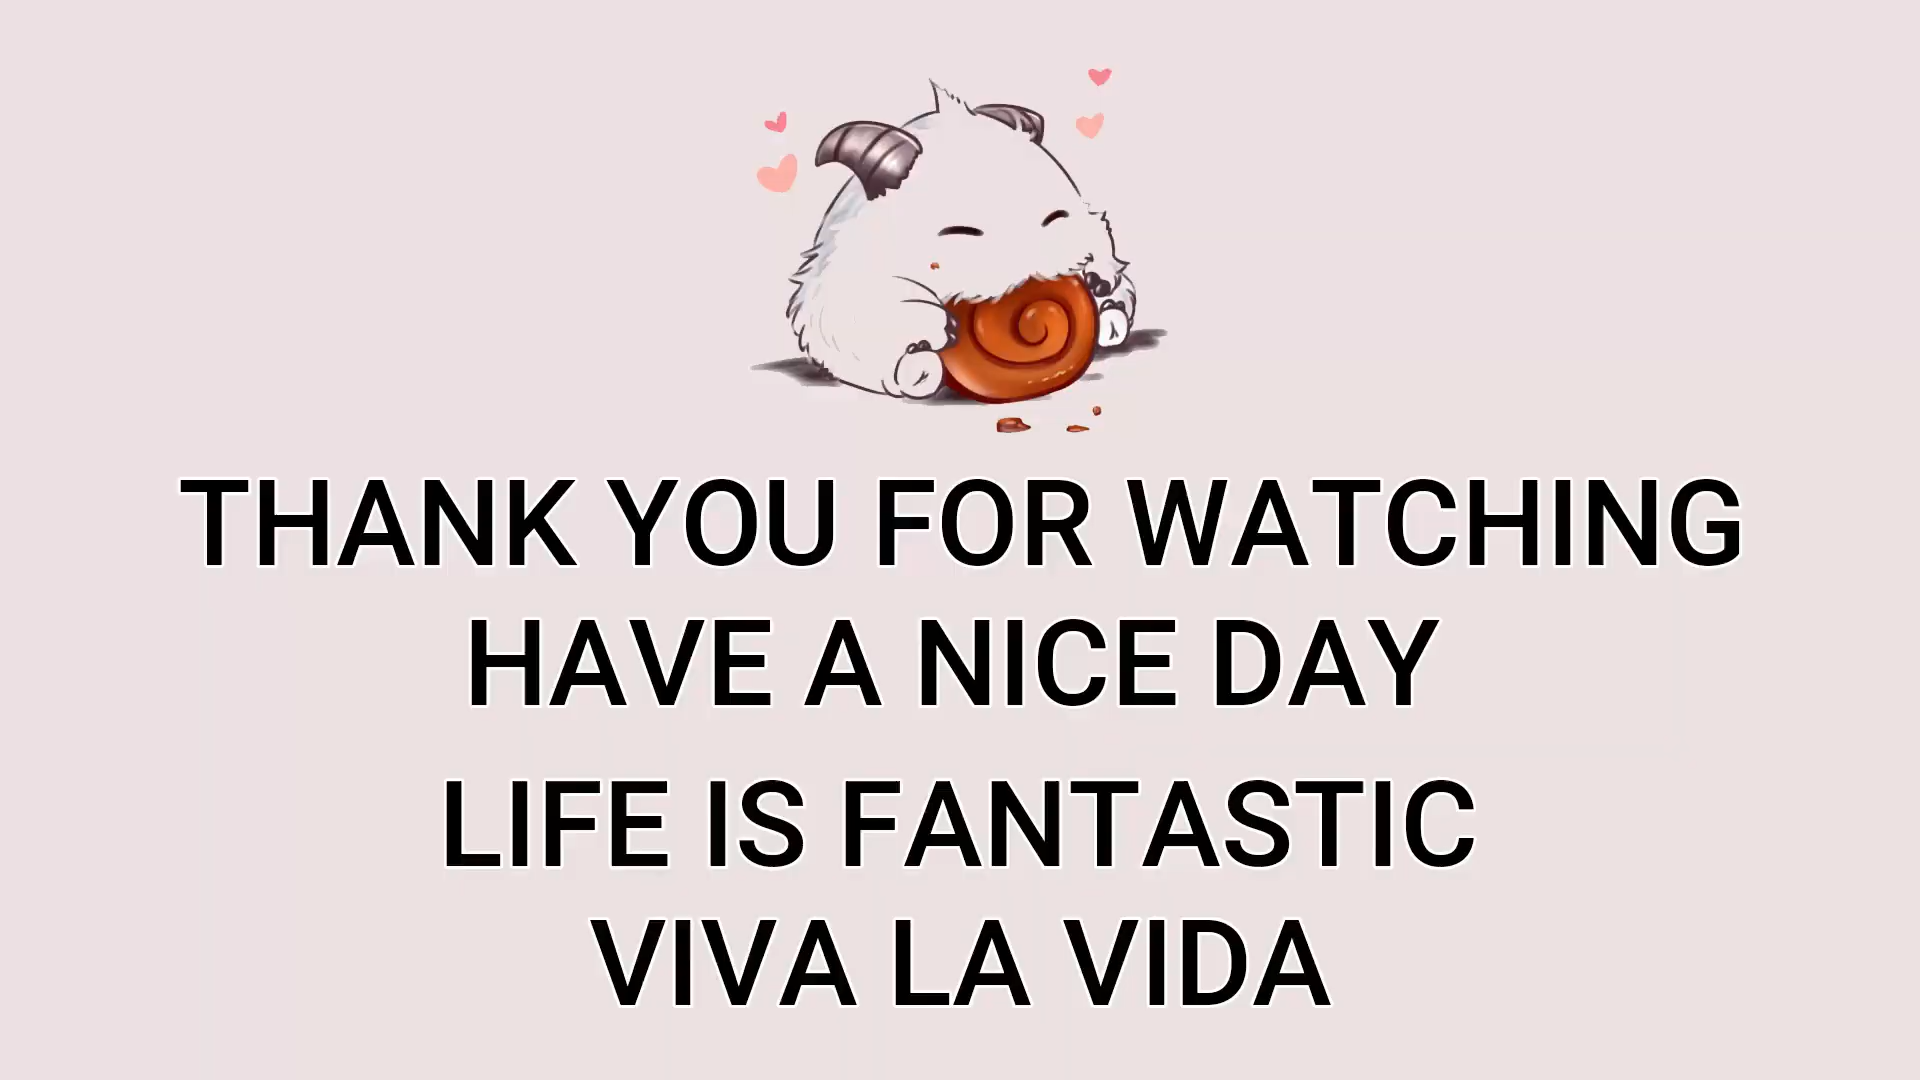 THANK YOU FOR WATCHING
HAVE A NICE DAY
LIFE IS FANTASTIC
VIVA LA VIDA